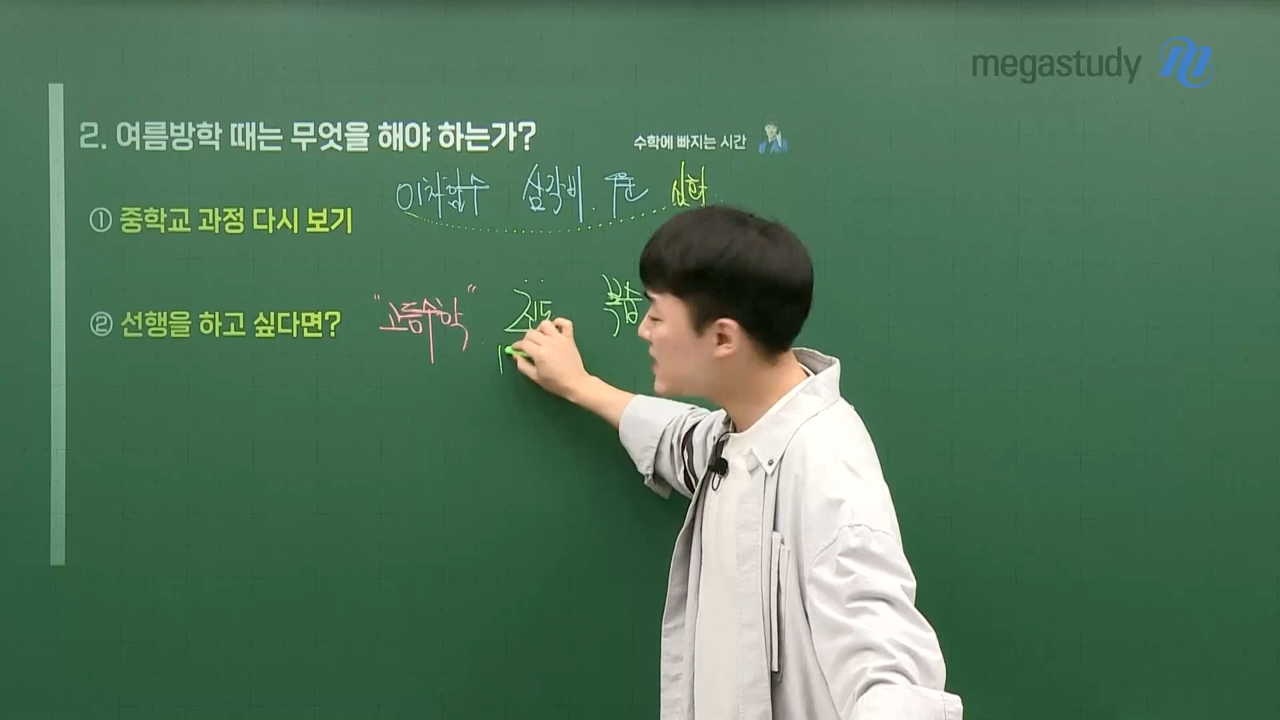 megastudy
2. 여름방학 때는 무엇을 해야 하는가?
수학에 빠지는 시간
이차함수 삼각비 심화
① 중학교 과정 다시 보기
② 선행을 하고 싶다면? "고등수학" 진도 복습
1